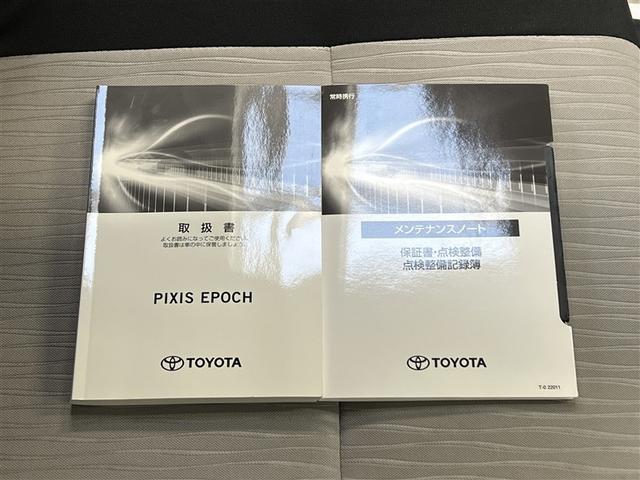 取扱書
よくお読みになってご使用ください。
取扱書は車の中に保管しましょう。
PIXIS EPOCH
TOYOTA
常時携行
メンテナンスノート
保証書・点検整備
点検整備記録簿
TOYOTA
T-0 22011